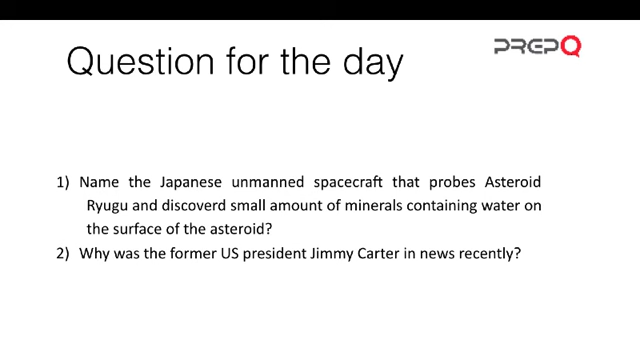 PREPQ
Question for the day
1) Name the Japanese unmanned spacecraft that probes Asteroid
Ryugu and discoverd small amount of minerals containing water on
the surface of the asteroid?
2) Why was the former US president Jimmy Carter in news recently?